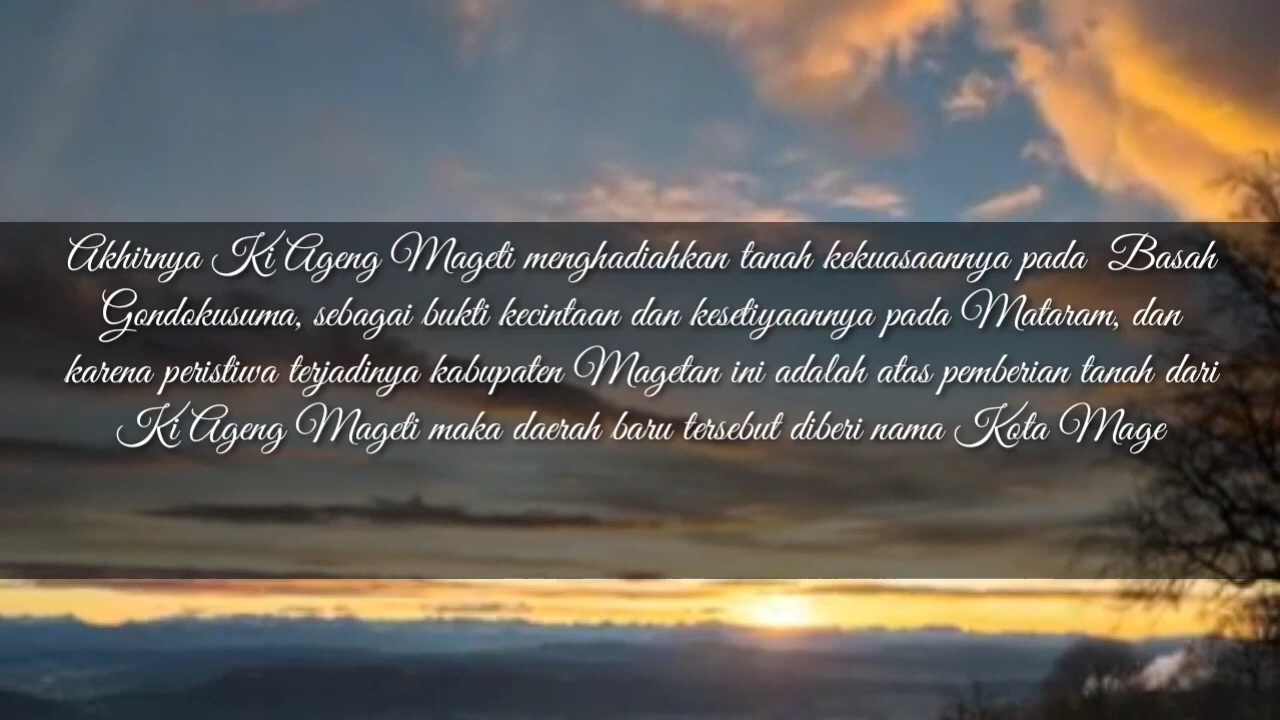 Akhirnya Ki Ageng Mageti menghadiahkan tanah kekuasaannya pada Basah
Gondokusuma, sebagai bukti kecintaan dan kesetiyaannya pada Mataram, dan
karena peristiwa terjadinya kabupaten Magetan ini adalah atas pemberian tanah dari
Ki Ageng Mageti maka daerah baru tersebut diberi nama Kota Mage